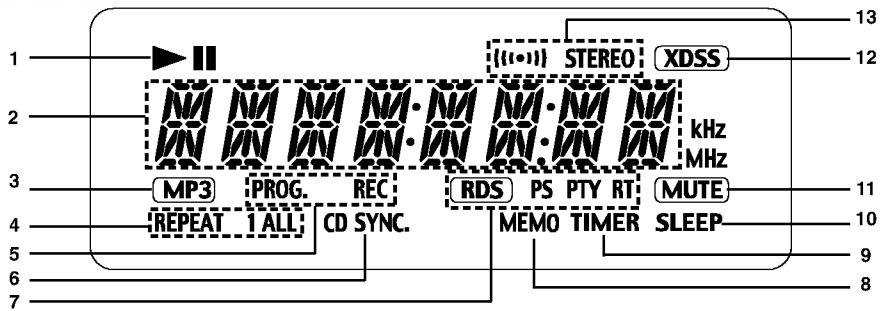 13
1 STEREO XDSS 12
2 kHz
MHz
3 MP3 PROG. REC RDS PS PTY RT MUTE 11
4 REPEAT 1 ALL CD SYNC. MEMO TIMER SLEEP 10
5 9
6 8
7